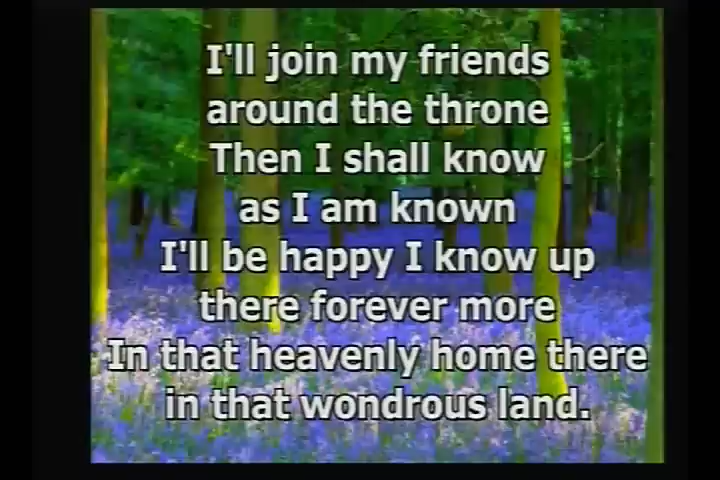 I'll join my friends
around the throne
Then I shall know
as I am known
I'll be happy I know up
there forever more
In that heavenly home there
in that wondrous land.